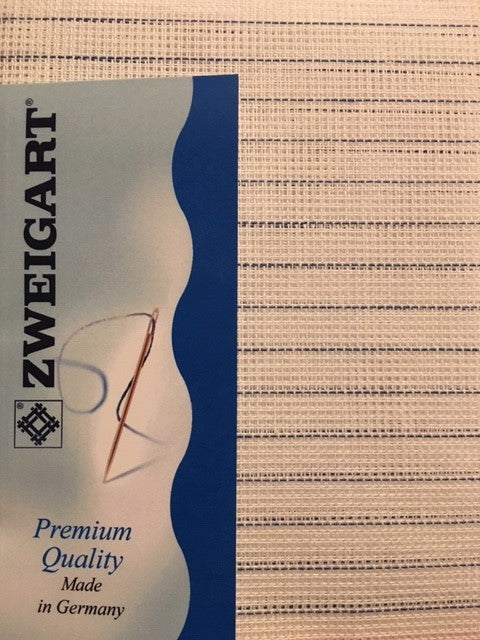 ZWEIGART®
®
Premium
Quality
Made
in Germany